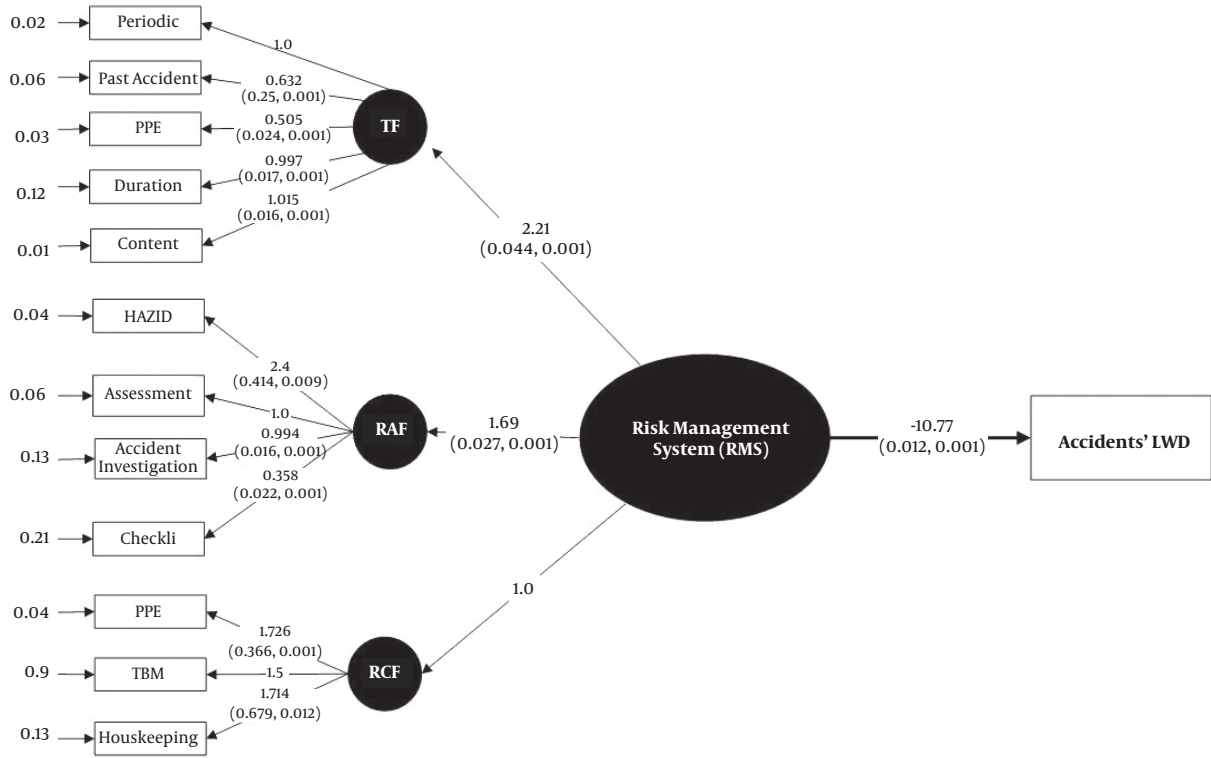 0.02
Periodic
1.0
0.06
Past Accident
0.632
(0.25, 0.001)
0.03
PPE
0.505
(0.024, 0.001)
TF
0.12
Duration
0.997
(0.017, 0.001)
0.01
Content
1.015
(0.016, 0.001)
2.21
(0.044, 0.001)
0.04
HAZID
2.4
(0.414, 0.009)
0.06
Assessment
1.0
0.13
Accident
Investigation
0.994
(0.016, 0.001)
RAF
0.21
Checkli
0.358
(0.022, 0.001)
1.69
(0.027, 0.001)
Risk Management
System (RMS)
-10.77
(0.012, 0.001)
Accidents’ LWD
0.04
PPE
1.726
(0.366, 0.001)
0.9
TBM
1.5
RCF
0.13
Houskeeping
1.714
(0.679, 0.012)
1.0